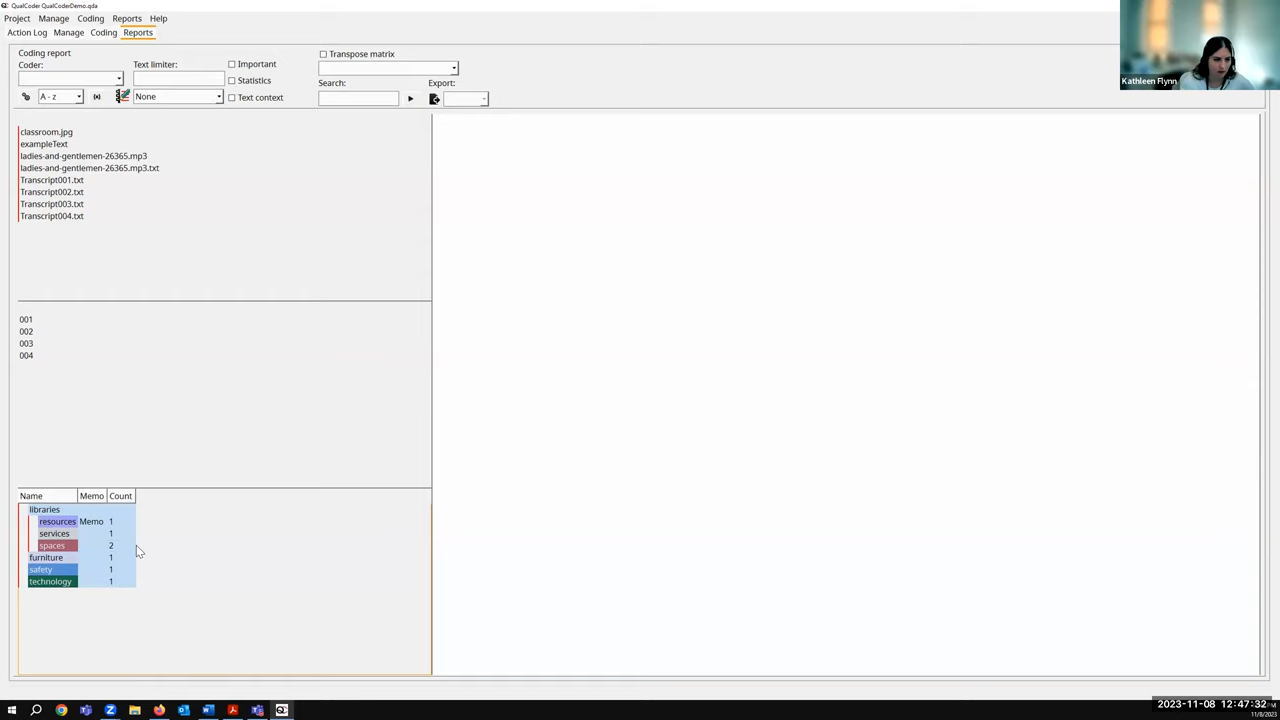 QualCoder QualCoderDemo.qda
Project Manage Coding Reports Help
Action Log Manage Coding Reports
Coding report
Coder:
Text limiter:
Important
Statistics
Text context
A - z
None
Transpose matrix
Search:
Export:
Kathleen Flynn
classroom.jpg
exampleText
ladies-and-gentlemen-26365.mp3
ladies-and-gentlemen-26365.mp3.txt
Transcript001.txt
Transcript002.txt
Transcript003.txt
Transcript004.txt
001
002
003
004
Name Memo Count
libraries
resources Memo 1
services 1
spaces 2
furniture 1
safety 1
technology 1
2023-11-08 12:47:32
11/8/2023